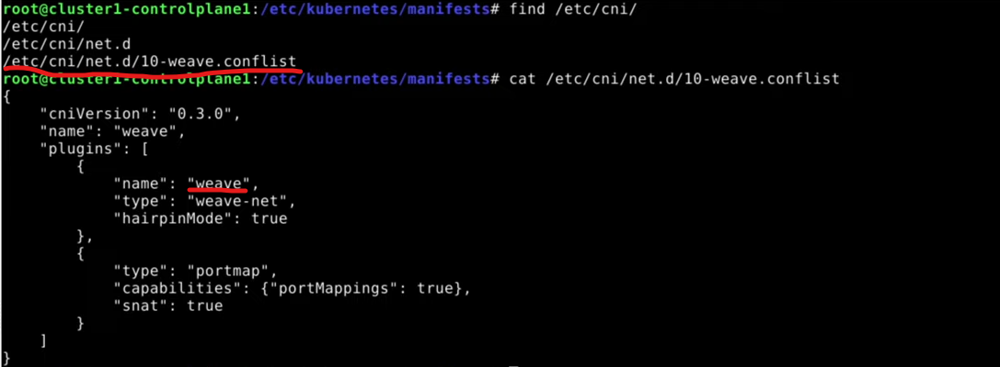 root@cluster1-controlplane1:/etc/kubernetes/manifests# find /etc/cni/
/etc/cni/
/etc/cni/net.d
/etc/cni/net.d/10-weave.conflist
root@cluster1-controlplane1:/etc/kubernetes/manifests# cat /etc/cni/net.d/10-weave.conflist
{
    "cniVersion": "0.3.0",
    "name": "weave",
    "plugins": [
        {
            "name": "weave",
            "type": "weave-net",
            "hairpinMode": true
        },
        {
            "type": "portmap",
            "capabilities": {"portMappings": true},
            "snat": true
        }
    ]
}